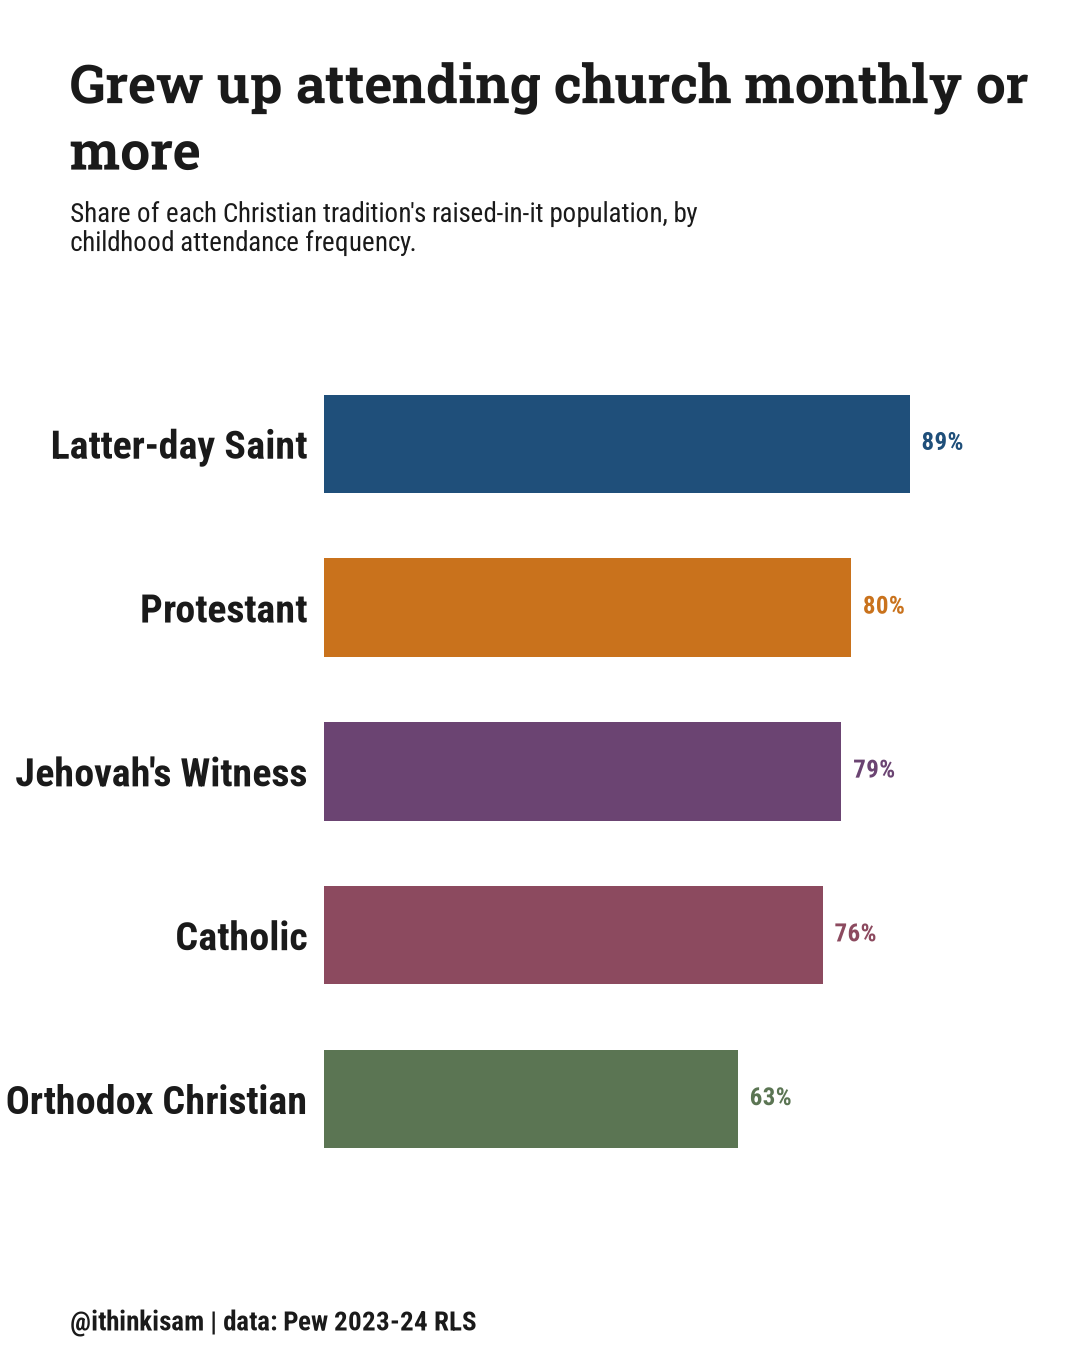 Grew up attending church monthly or
more
Share of each Christian tradition's raised-in-it population, by
childhood attendance frequency.
Latter-day Saint 89%
Protestant 80%
Jehovah's Witness 79%
Catholic 76%
Orthodox Christian 63%
@ithinkisam | data: Pew 2023-24 RLS